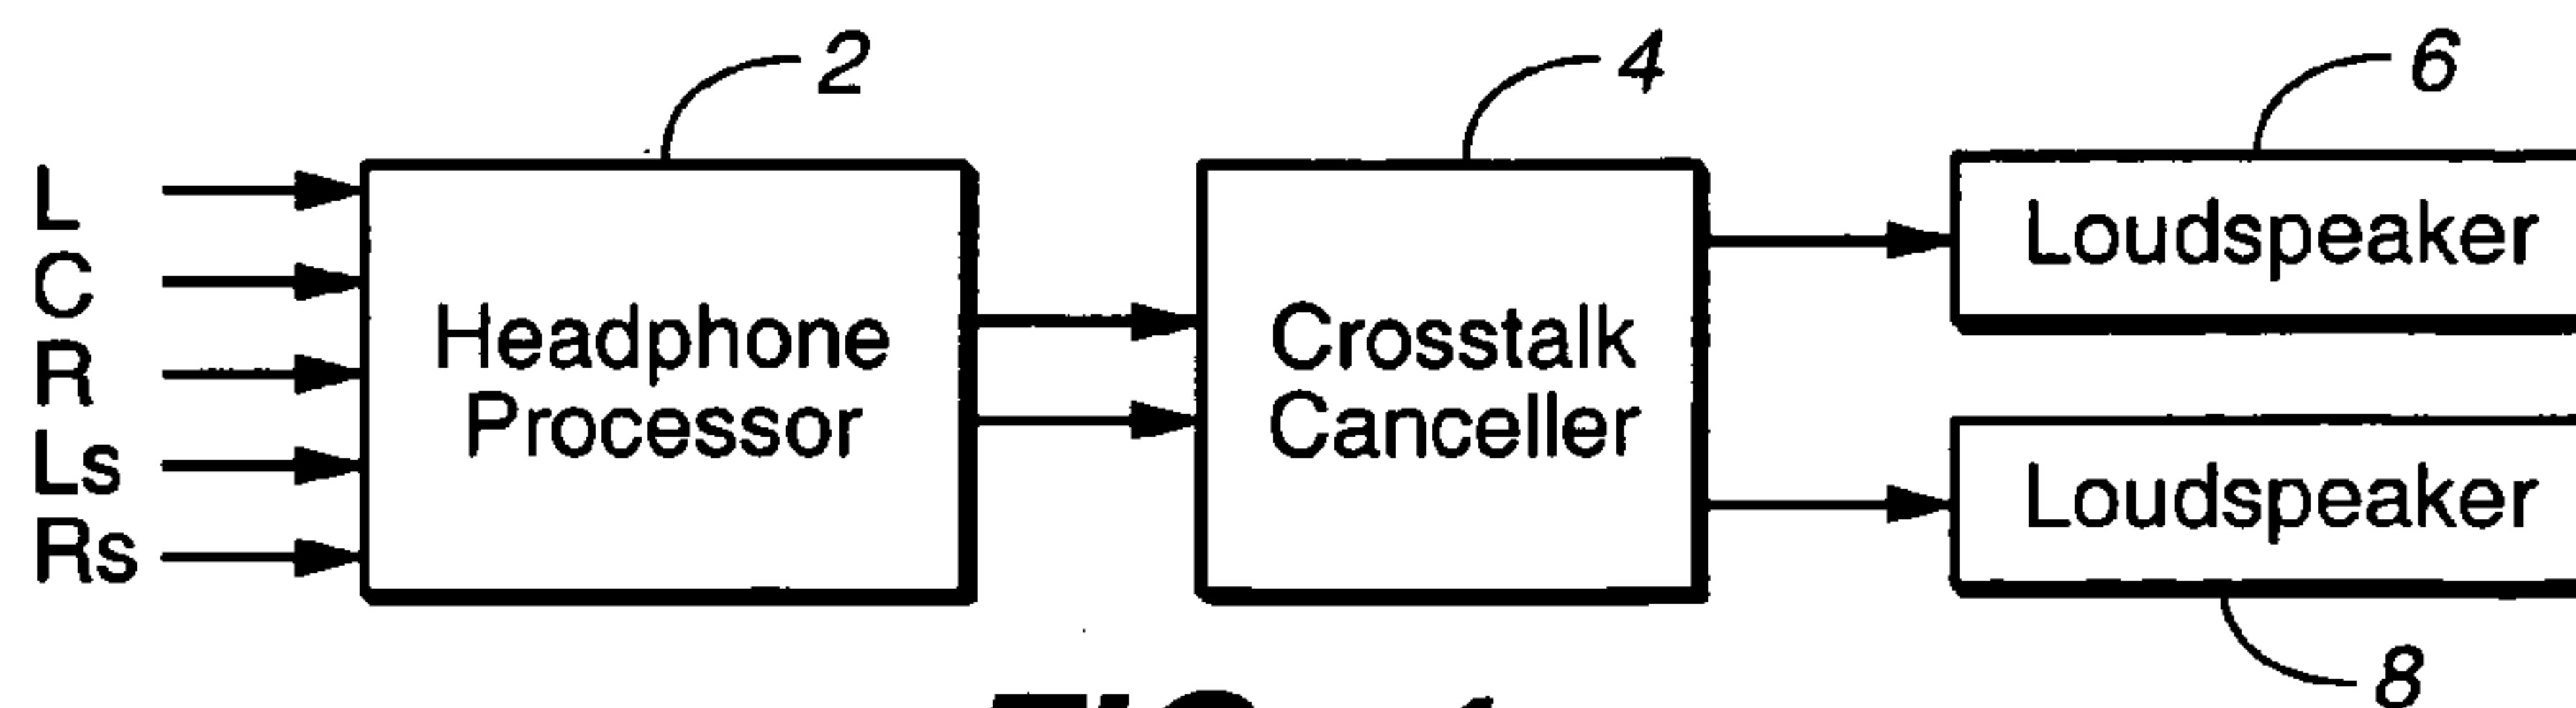 2
4
6
L
C
R
Ls
Rs
Headphone
Processor
Crosstalk
Canceller
Loudspeaker
Loudspeaker
8